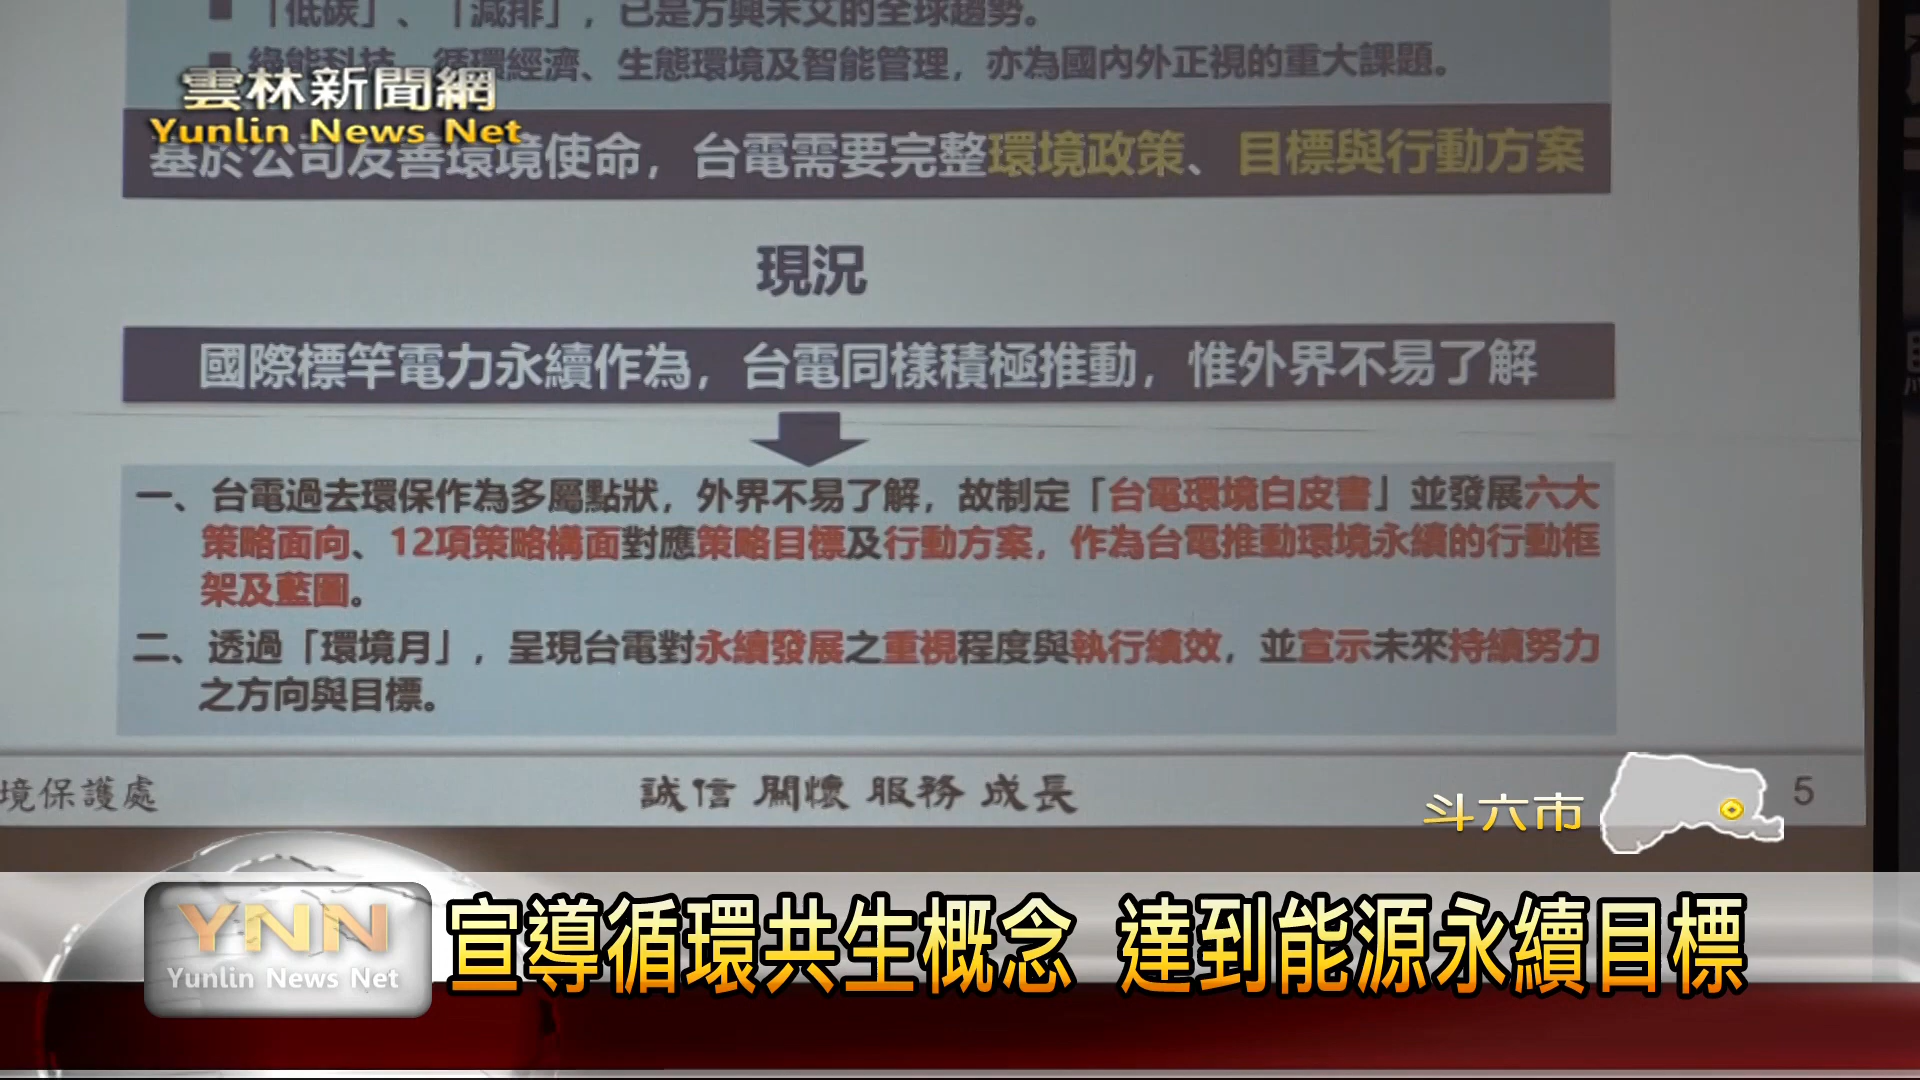 「低碳」、「減排」，已是方興未艾的全球趨勢。
綠能科技、循環經濟、生態環境及智能管理，亦為國內外正視的重大課題。
雲林新聞網
Yunlin News Net
基於公司友善環境使命，台電需要完整環境政策、目標與行動方案
現況
國際標竿電力永續作為，台電同樣積極推動，惟外界不易了解
一、台電過去環保作為多屬點狀，外界不易了解，故制定「台電環境白皮書」並發展六大
策略面向、12項策略構面對應策略目標及行動方案，作為台電推動環境永續的行動框
架及藍圖。
二、透過「環境月」，呈現台電對永續發展之重視程度與執行績效，並宣示未來持續努力
之方向與目標。
境保護處
誠信 關懷 服務 成長
5
斗六市
YNN
Yunlin News Net
宣導循環共生概念 達到能源永續目標